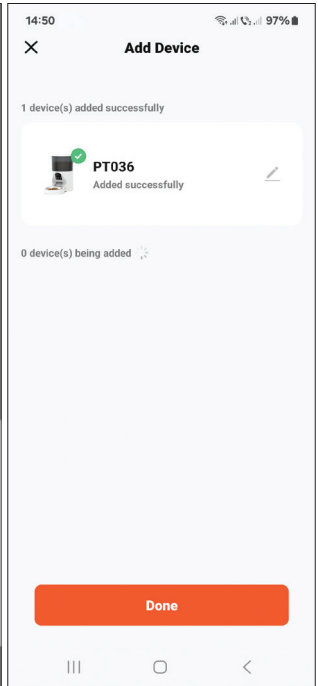 14:50 97%
Add Device
1 device(s) added successfully
PT036
Added successfully
0 device(s) being added
Done